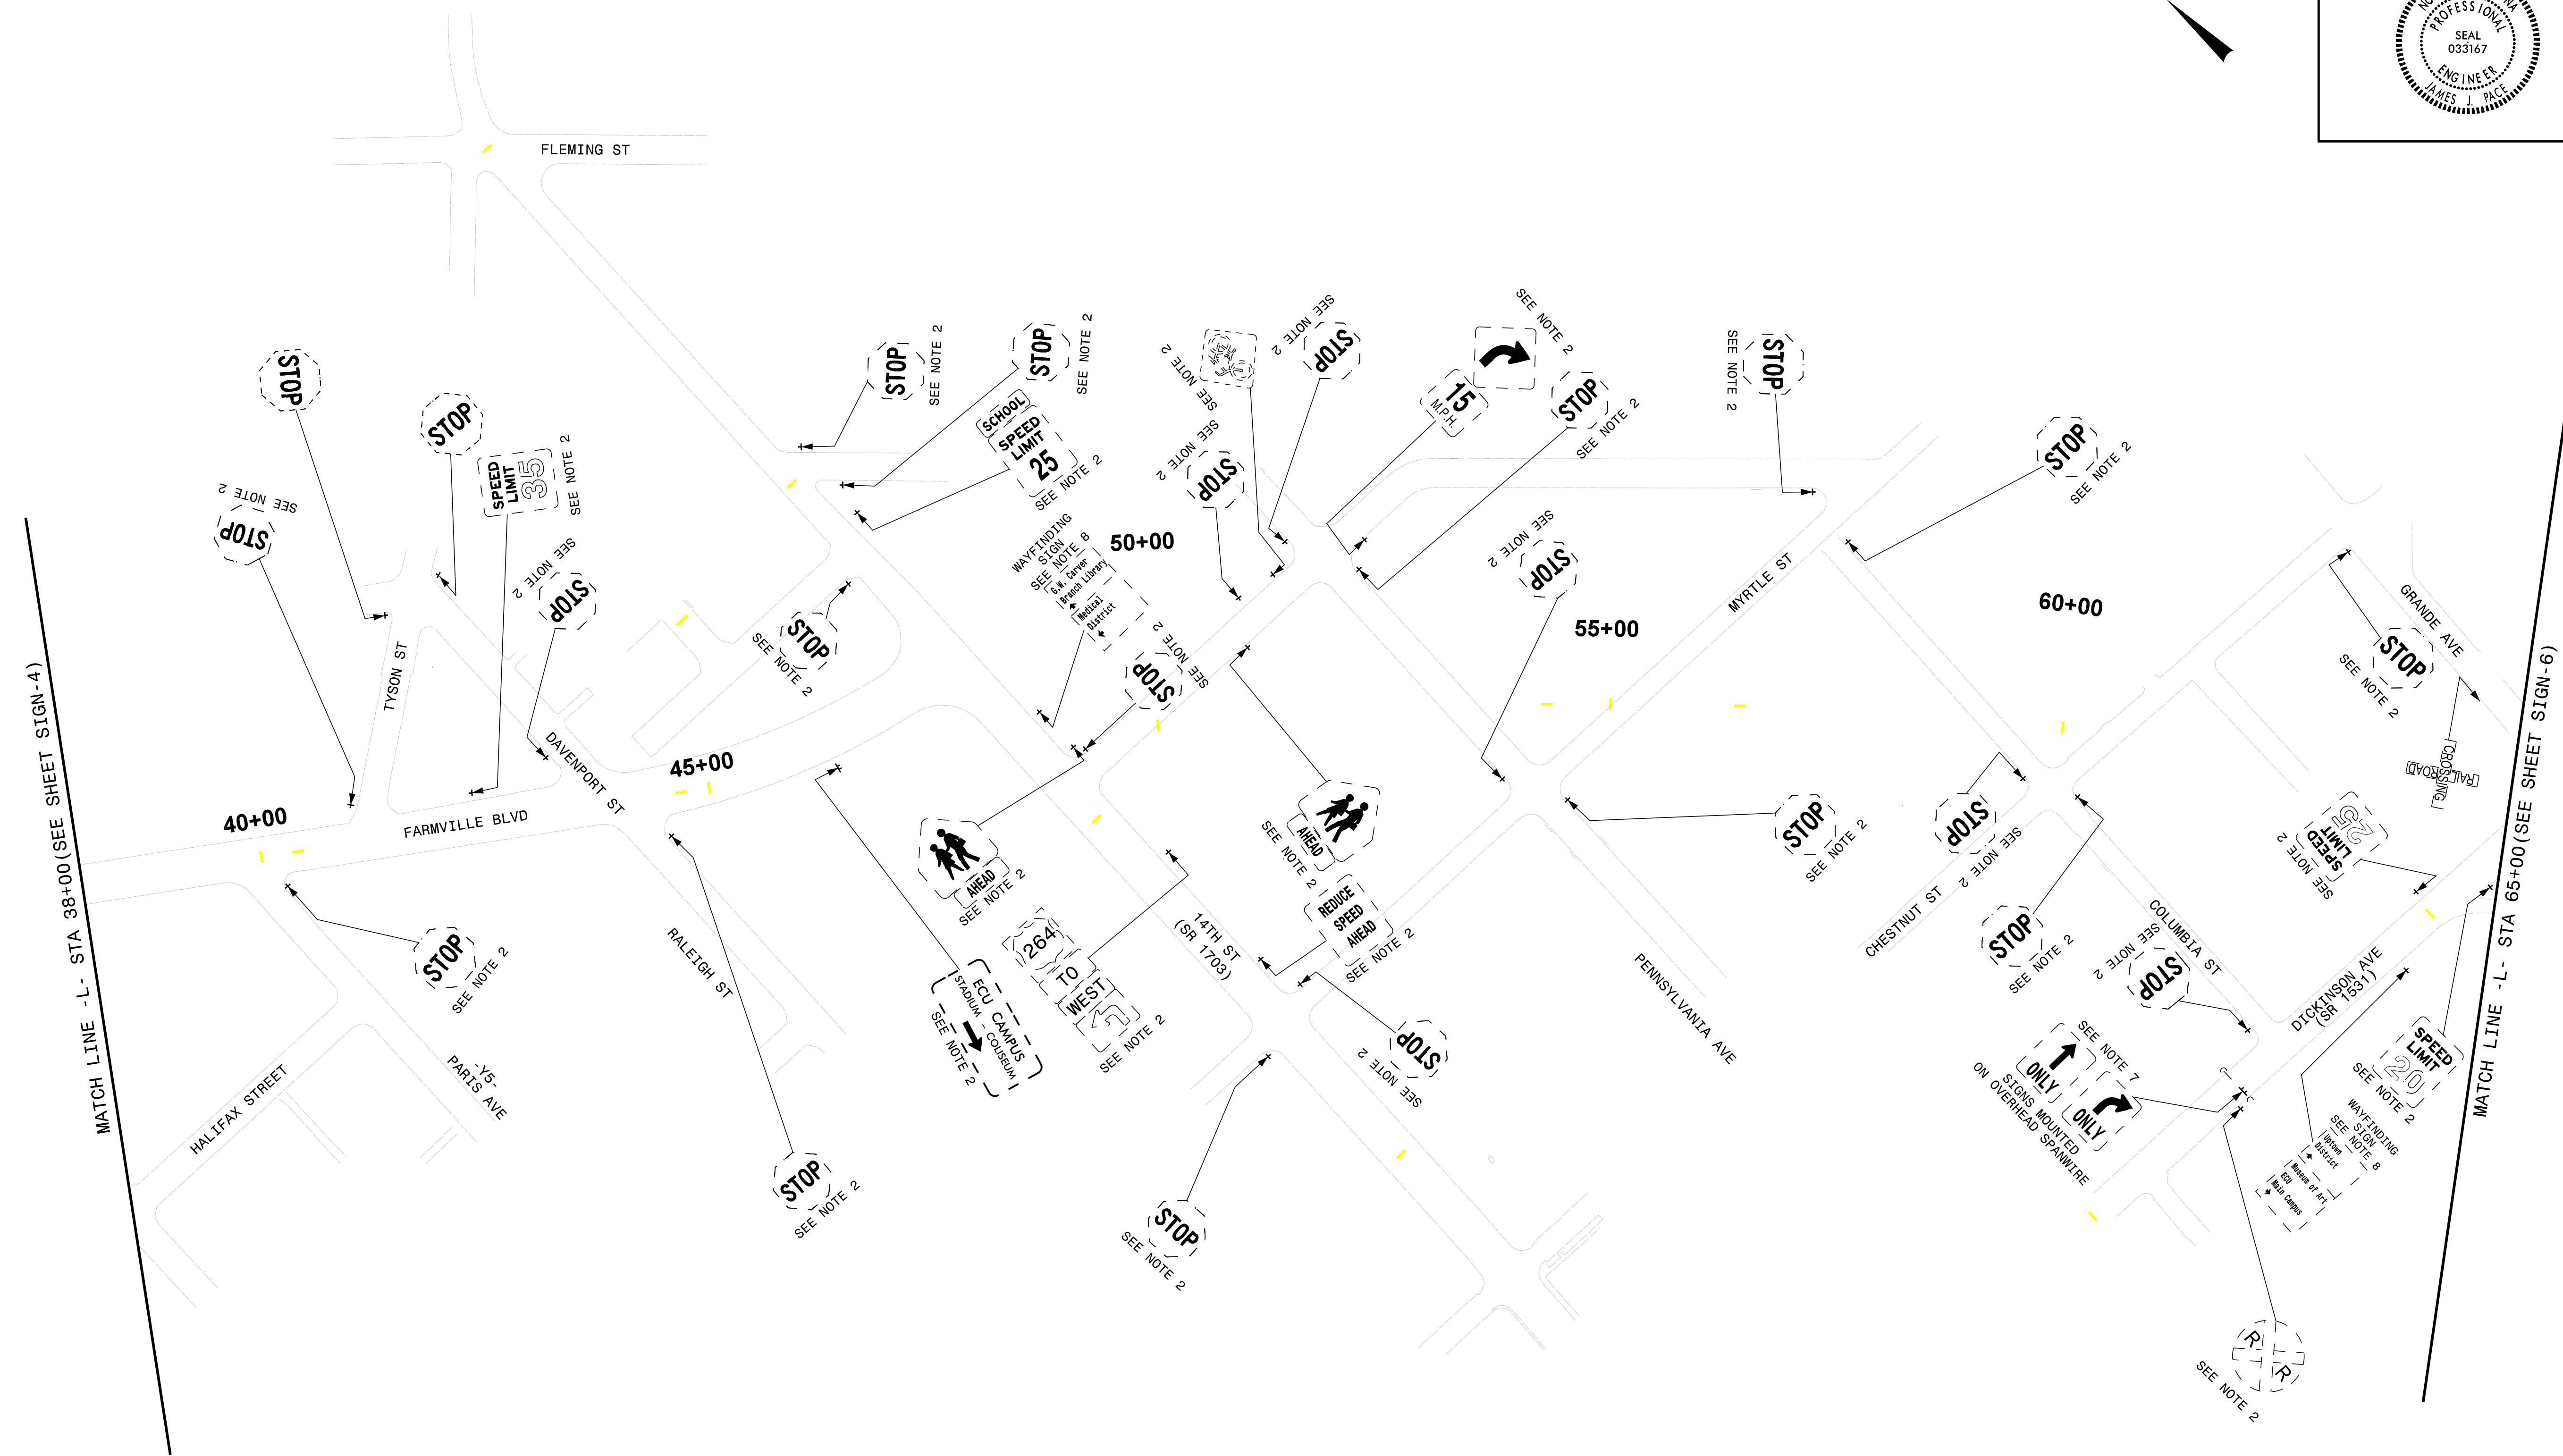 PROFESSIONAL
SEAL
033167
ENGINEER
JAMES J. PACE
FLEMING ST
STOP
STOP
SPEED
LIMIT
35
SEE NOTE 2
SEE NOTE 2
STOP
SEE NOTE 2
STOP
STOP
SEE NOTE 2
STOP
SEE NOTE 2
SCHOOL
SPEED
LIMIT
25
SEE NOTE 2
SEE NOTE 2
SEE NOTE 2
STOP
SEE NOTE 2
STOP
SEE NOTE 2
15
M.P.H.
STOP
SEE NOTE 2
SEE NOTE 2
STOP
STOP
SEE NOTE 2
WAYFINDING
SIGN
SEE NOTE 8
G.W. Carver
Branch Library
Medical
District
50+00
SEE NOTE 2
STOP
55+00
MYRTLE ST
60+00
GRANDE AVE
STOP
SEE NOTE 2
TYSON ST
STOP
SEE NOTE 2
SEE NOTE 2
STOP
MATCH LINE -L- STA 38+00(SEE SHEET SIGN-4)
40+00
FARMVILLE BLVD
DAVENPORT ST
45+00
AHEAD
SEE NOTE 2
AHEAD
SEE NOTE 2
REDUCE
SPEED
AHEAD
SEE NOTE 2
STOP
SEE NOTE 2
STOP
SEE NOTE 2
CHESTNUT ST
RAILROAD
CROSSING
SPEED
LIMIT
25
SEE NOTE 2
MATCH LINE -L- STA 65+00(SEE SHEET SIGN-6)
STOP
SEE NOTE 2
RALEIGH ST
ECU CAMPUS
STADIUM - COLISEUM
SEE NOTE 2
264
TO
WEST
SEE NOTE 2
14TH ST
(SR 1703)
STOP
SEE NOTE 2
PENNSYLVANIA AVE
STOP
SEE NOTE 2
COLUMBIA ST
SEE NOTE 2
STOP
DICKINSON AVE
(SR 1531)
HALIFAX STREET
-Y5-
PARIS AVE
STOP
SEE NOTE 2
STOP
SEE NOTE 2
SEE NOTE 7
ONLY
ONLY
SIGNS MOUNTED
ON OVERHEAD SPANWIRE
SPEED
LIMIT
20
SEE NOTE 2
WAYFINDING
SIGN
SEE NOTE 8
Uptown
District
Museum of Art
ECU
Main Campus
R R
SEE NOTE 2